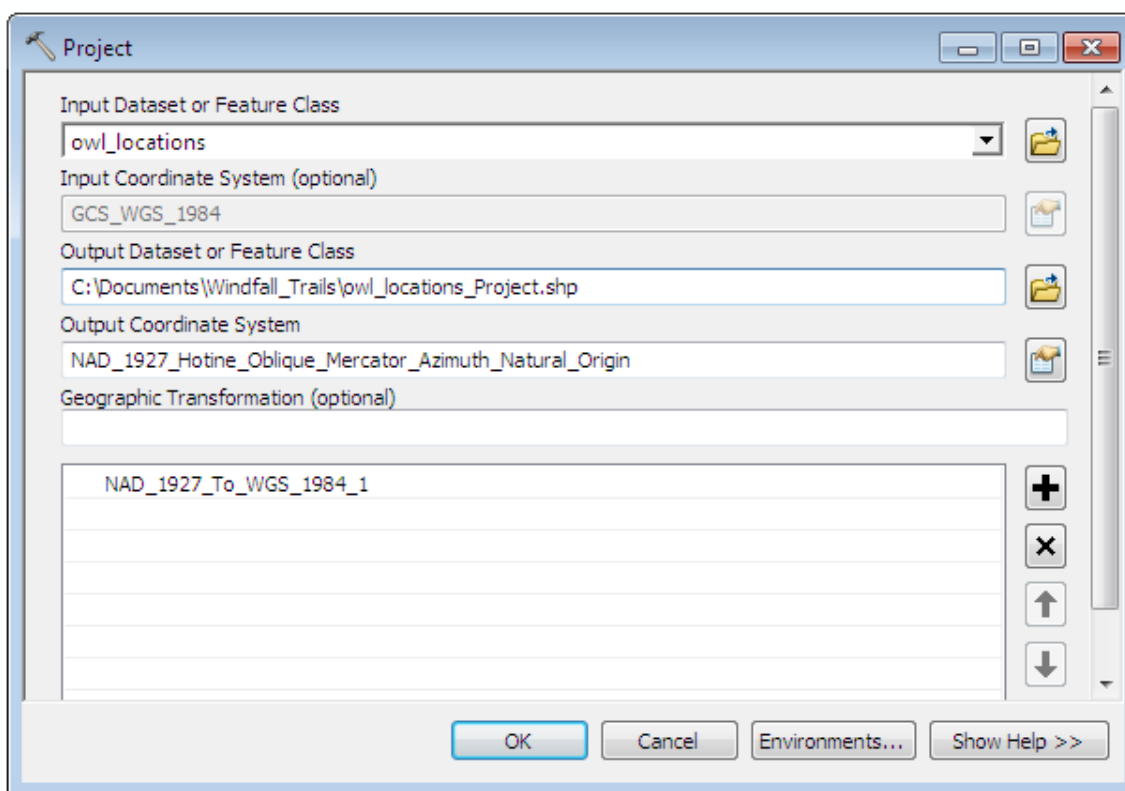 Project
Input Dataset or Feature Class
owl_locations
Input Coordinate System (optional)
GCS_WGS_1984
Output Dataset or Feature Class
C:\Documents\Windfall_Trails\owl_locations_Project.shp
Output Coordinate System
NAD_1927_Hotine_Oblique_Mercator_Azimuth_Natural_Origin
Geographic Transformation (optional)
NAD_1927_To_WGS_1984_1
OK Cancel Environments... Show Help >>